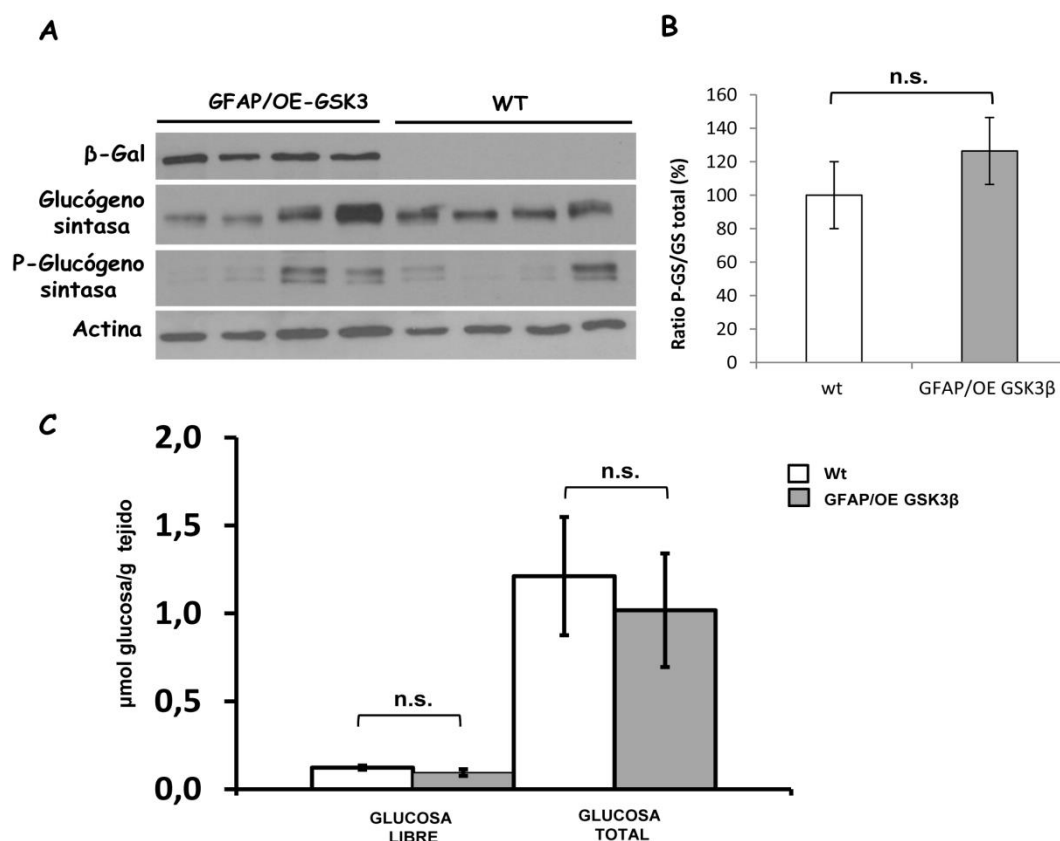 A
GFAP/OE-GSK3 WT
β-Gal
Glucógeno
sintasa
P-Glucógeno
sintasa
Actina
B
n.s.
160
140
120
100
80
60
40
20
0
Ratio P-GS/GS total (%)
wt GFAP/OE GSK3β
C
2,0
1,5
1,0
0,5
0,0
µmol glucosa/g tejido
n.s.
n.s.
GLUCOSA
LIBRE
GLUCOSA
TOTAL
Wt
GFAP/OE GSK3β